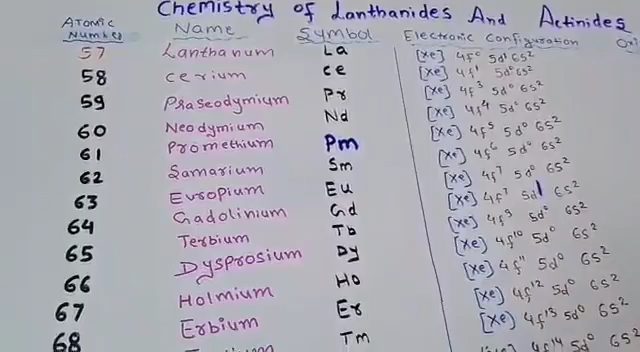 Chemistry of Lanthanides And Actinides
Atomic Number Name Symbol Electronic Configuration
57 Lanthanum La [Xe] 4f⁰ 5d¹ 6s²
58 Cerium Ce [Xe] 4f¹ 5d⁰ 6s²
59 Praseodymium Pr [Xe] 4f³ 5d⁰ 6s²
60 Neodymium Nd [Xe] 4f⁴ 5d⁰ 6s²
61 Promethium Pm [Xe] 4f⁵ 5d⁰ 6s²
62 Samarium Sm [Xe] 4f⁶ 5d⁰ 6s²
63 Europium Eu [Xe] 4f⁷ 5d⁰ 6s²
64 Gadolinium Gd [Xe] 4f⁷ 5d¹ 6s²
65 Terbium Tb [Xe] 4f⁹ 5d⁰ 6s²
66 Dysprosium Dy [Xe] 4f¹⁰ 5d⁰ 6s²
67 Holmium Ho [Xe] 4f¹¹ 5d⁰ 6s²
68 Erbium Er [Xe] 4f¹² 5d⁰ 6s²
Tm [Xe] 4f¹³ 5d⁰ 6s²
4f¹⁴ 5d⁰ 6s²